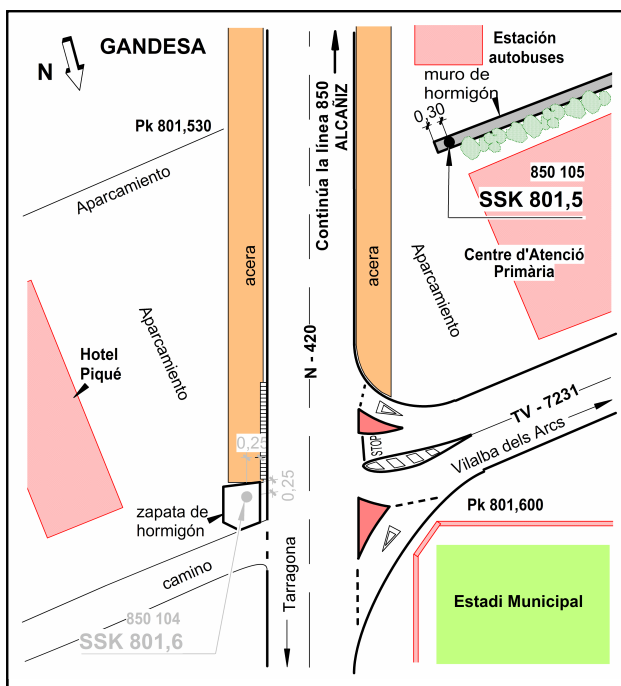 GANDESA
N
Pk 801,530
Aparcamiento
acera
Continúa la línea 850
ALCAÑIZ
Estación
autobuses
muro de
hormigón
0,30
850 105
SSK 801,5
Centre d'Atenció
Primària
Aparcamiento
acera
Aparcamiento
Hotel
Piqué
N - 420
TV - 7231
Vilalba dels Arcs
STOP
0,25
0,25
zapata de
hormigón
Pk 801,600
camino
Tarragona
850 104
SSK 801,6
Estadi Municipal